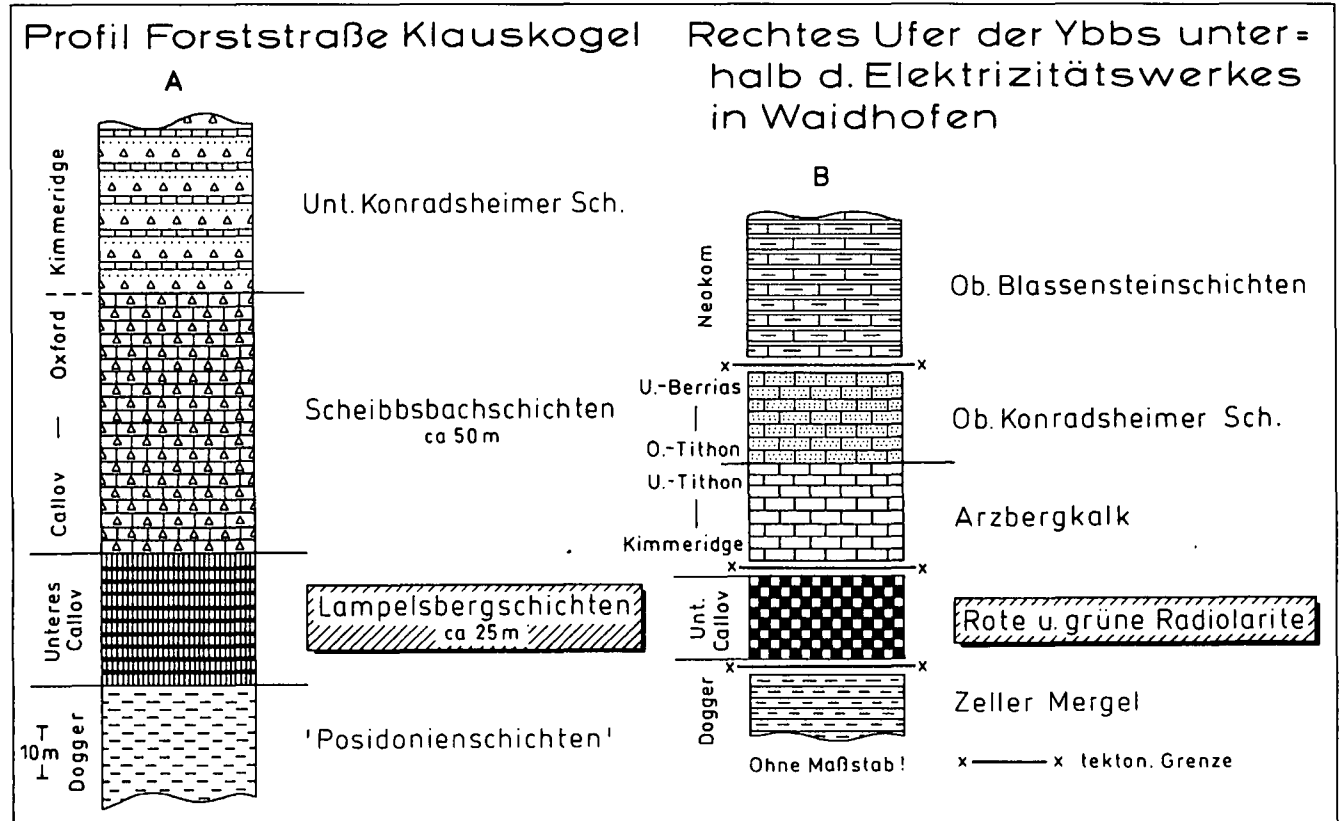 Profil Forststraße Klauskogel
A
Kimmeridge
Unt. Konradsheimer Sch.
Oxford
—
Callov
Scheibbsbachschichten
ca 50 m
Unteres
Callov
Lampelsbergschichten
ca 25 m
10 m
Dogger
'Posidonienschichten'
Rechtes Ufer der Ybbs unter=
halb d. Elektrizitätswerkes
in Waidhofen
B
Neokom
Ob. Blassensteinschichten
x x
U.-Berrias
|
O.-Tithon
Ob. Konradsheimer Sch.
U.-Tithon
|
Kimmeridge
Arzbergkalk
x x
Unt.
Callov
Rote u. grüne Radiolarite
x x
Dogger
Zeller Mergel
Ohne Maßstab!
x—x tekton. Grenze